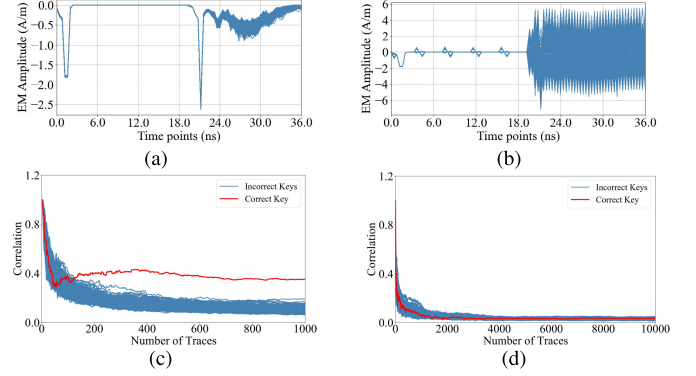 EM Amplitude (A/m)
0.0
-0.5
-1.0
-1.5
-2.0
-2.5
0.0 6.0 12.0 18.0 24.0 30.0 36.0
Time points (ns)
(a)
EM Amplitude (A/m)
6
4
2
0
-2
-4
-6
0.0 6.0 12.0 18.0 24.0 30.0 36.0
Time points (ns)
(b)
Correlation
1.2
0.8
0.4
0.0
Incorrect Keys
Correct Key
0 200 400 600 800 1000
Number of Traces
(c)
Correlation
1.2
0.8
0.4
0.0
Incorrect Keys
Correct Key
0 2000 4000 6000 8000 10000
Number of Traces
(d)